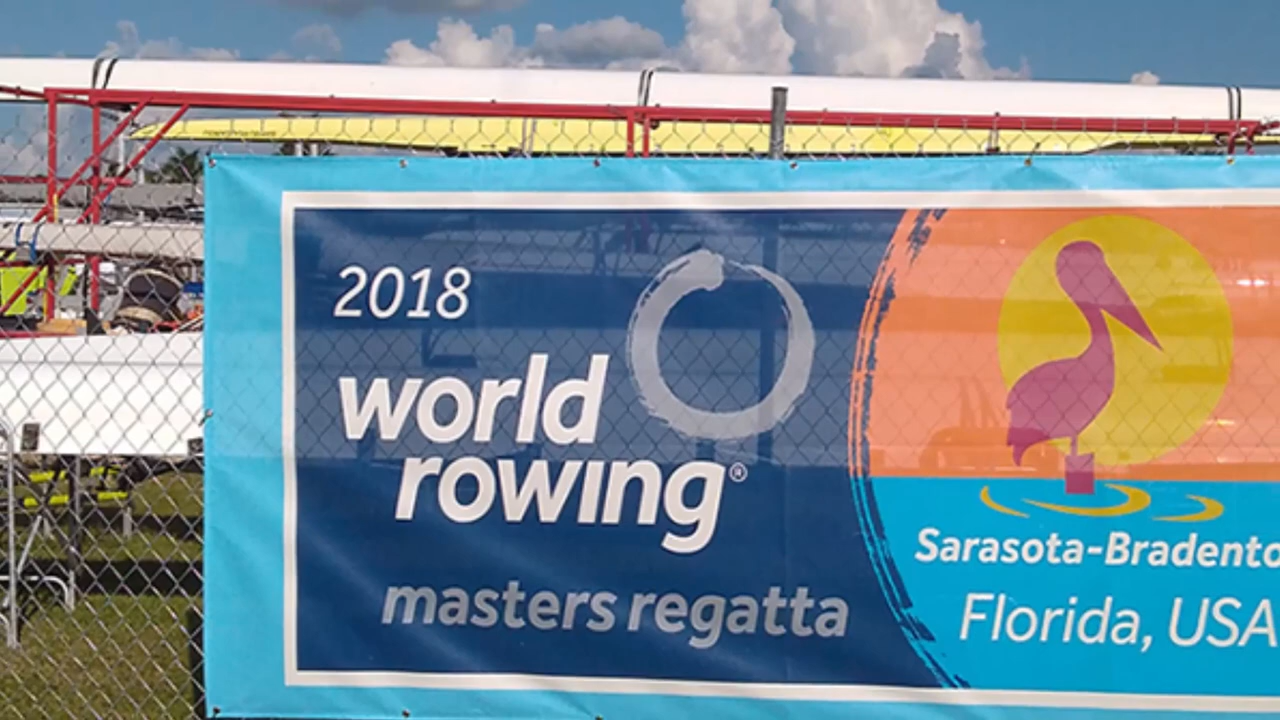 2018
world
rowing®
masters regatta
Sarasota-Bradento
Florida, USA